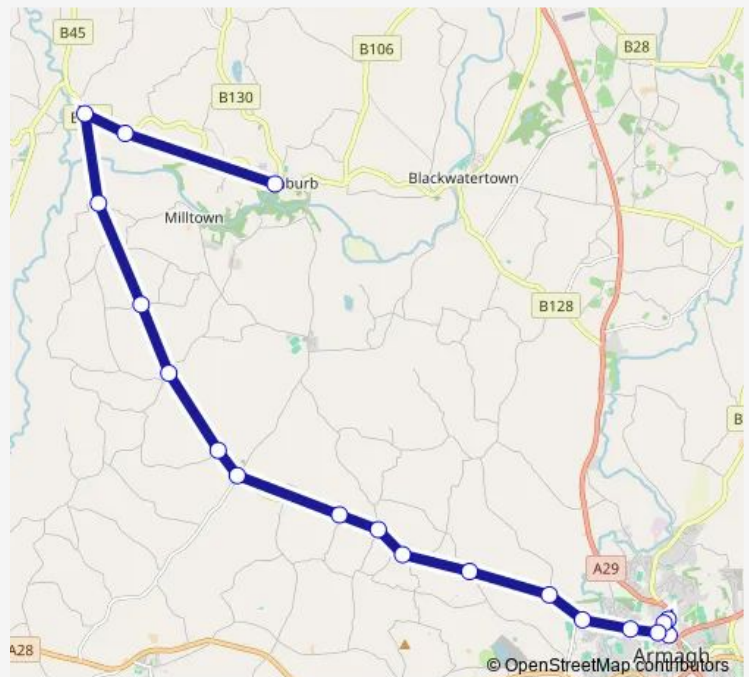 B45
B106
B28
B130
burb
Blackwatertown
Milltown
B128
B
A29
A28
Armagh
© OpenStreetMap contributors